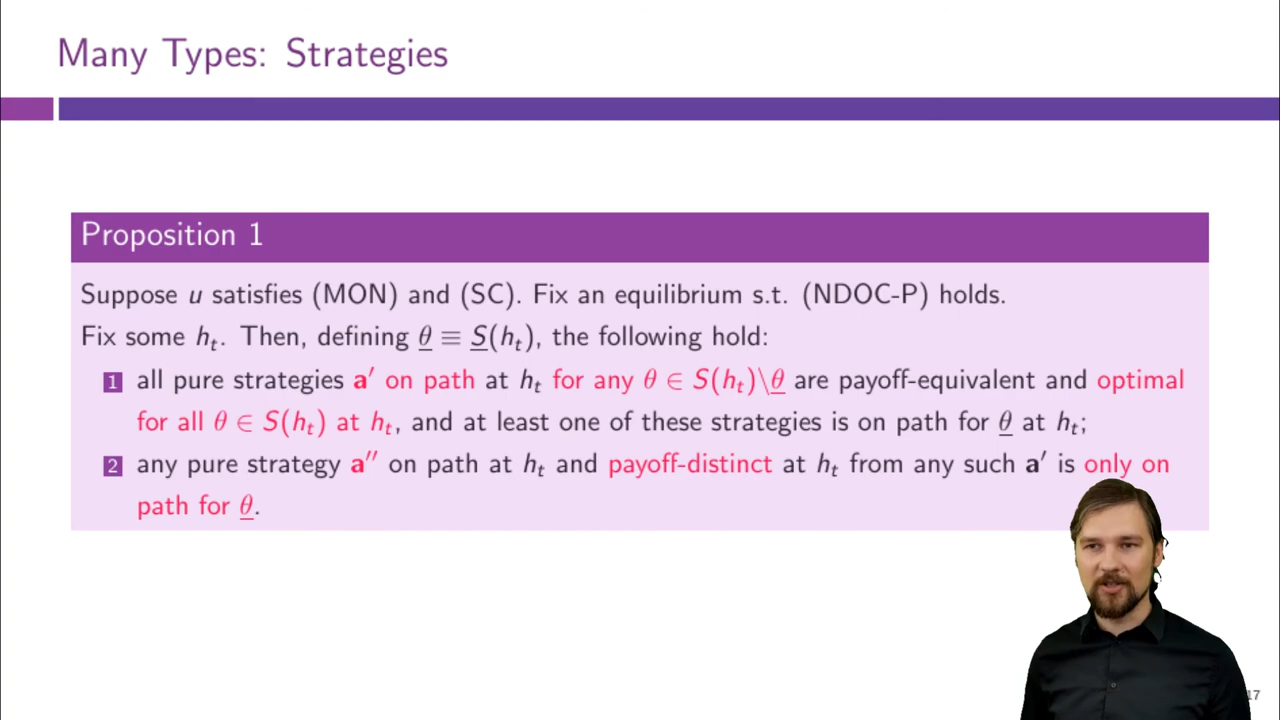 Many Types: Strategies
Proposition 1
Suppose u satisfies (MON) and (SC). Fix an equilibrium s.t. (NDOC-P) holds.
Fix some hₜ. Then, defining θ̲ ≡ S̲(hₜ), the following hold:
1 all pure strategies a′ on path at hₜ for any θ ∈ S(hₜ)\θ̲ are payoff-equivalent and optimal
for all θ ∈ S(hₜ) at hₜ, and at least one of these strategies is on path for θ̲ at hₜ;
2 any pure strategy a″ on path at hₜ and payoff-distinct at hₜ from any such a′ is only on
path for θ̲.
17